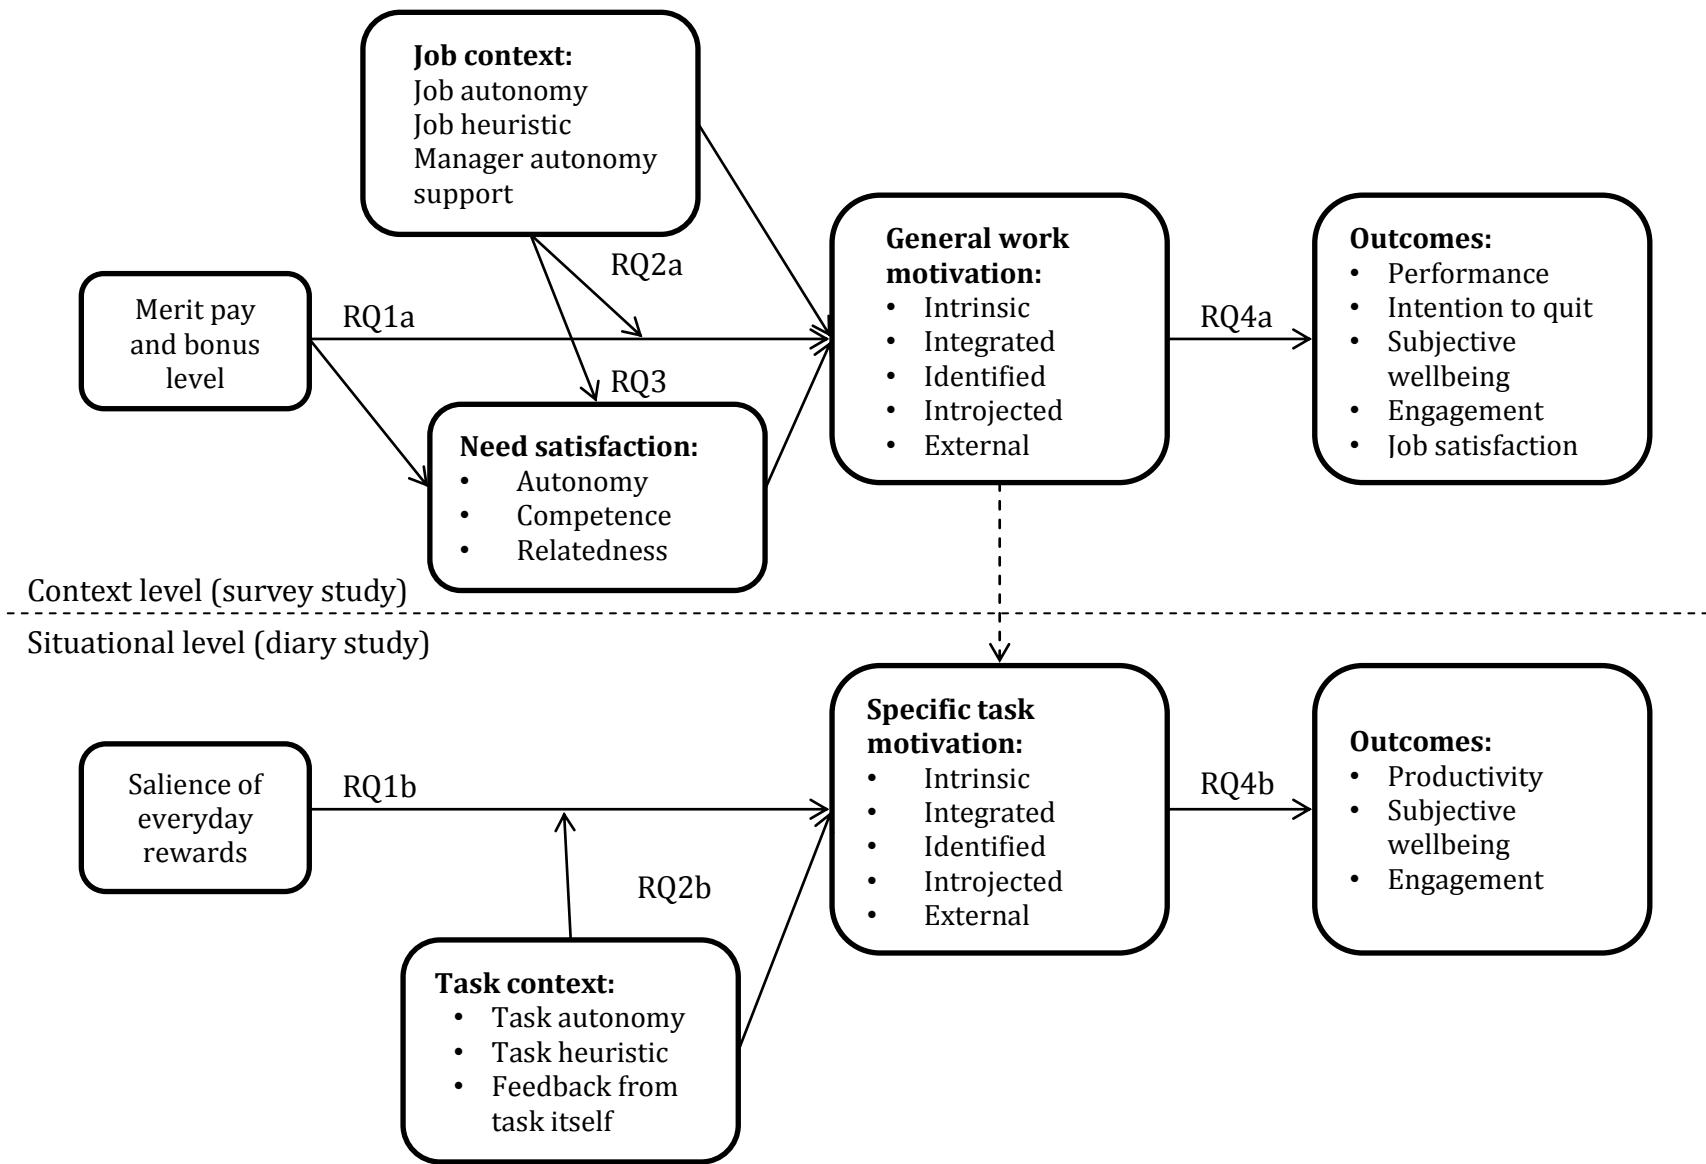 Job context:
Job autonomy
Job heuristic
Manager autonomy
support
RQ2a
Merit pay
and bonus
level
RQ1a
RQ3
Need satisfaction:
• Autonomy
• Competence
• Relatedness
General work
motivation:
• Intrinsic
• Integrated
• Identified
• Introjected
• External
RQ4a
Outcomes:
• Performance
• Intention to quit
• Subjective
wellbeing
• Engagement
• Job satisfaction
Context level (survey study)
Situational level (diary study)
Salience of
everyday
rewards
RQ1b
RQ2b
Task context:
• Task autonomy
• Task heuristic
• Feedback from
task itself
Specific task
motivation:
• Intrinsic
• Integrated
• Identified
• Introjected
• External
RQ4b
Outcomes:
• Productivity
• Subjective
wellbeing
• Engagement